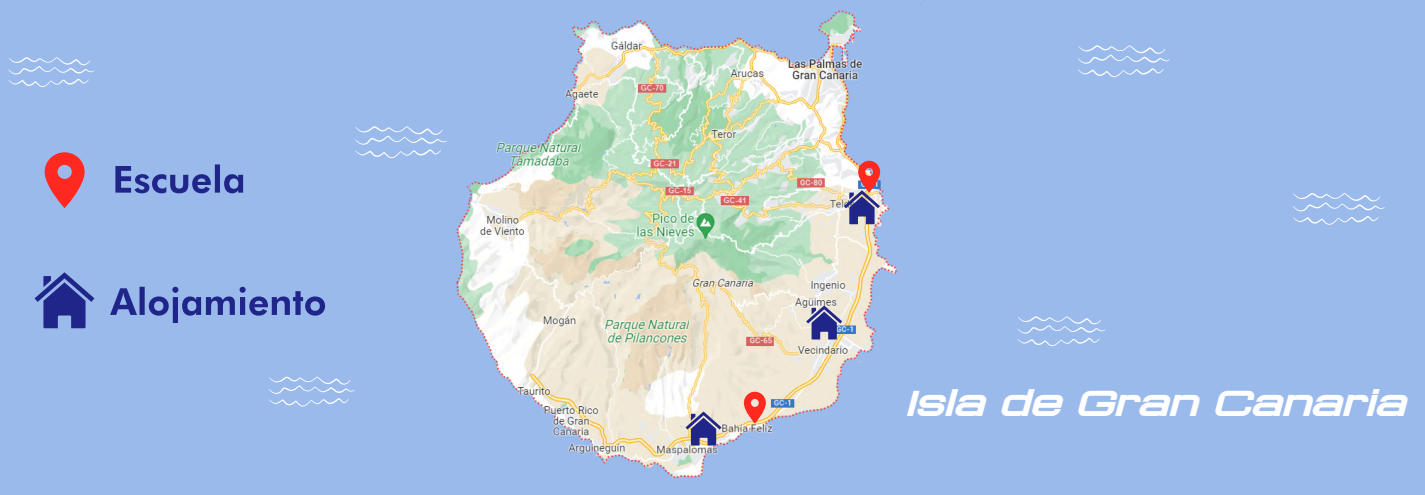 Gáldar
Las Palmas de
Gran Canaria
Arucas
GC-70
Agaete
Teror
Parque Natural
Tamadaba
GC-21
Escuela
GC-80
GC-15
GC-41
Molino
de Viento
Pico de
las Nieves
Gran Canaria
Ingenio
Agüimes
Alojamiento
Mogán
Parque Natural
de Pilancones
GC-1
GC-65
Vecindario
Taurito
GC-1
Isla de Gran Canaria
Puerto Rico
de Gran
Canaria
Bahía Feliz
Arguineguín
Maspalomas